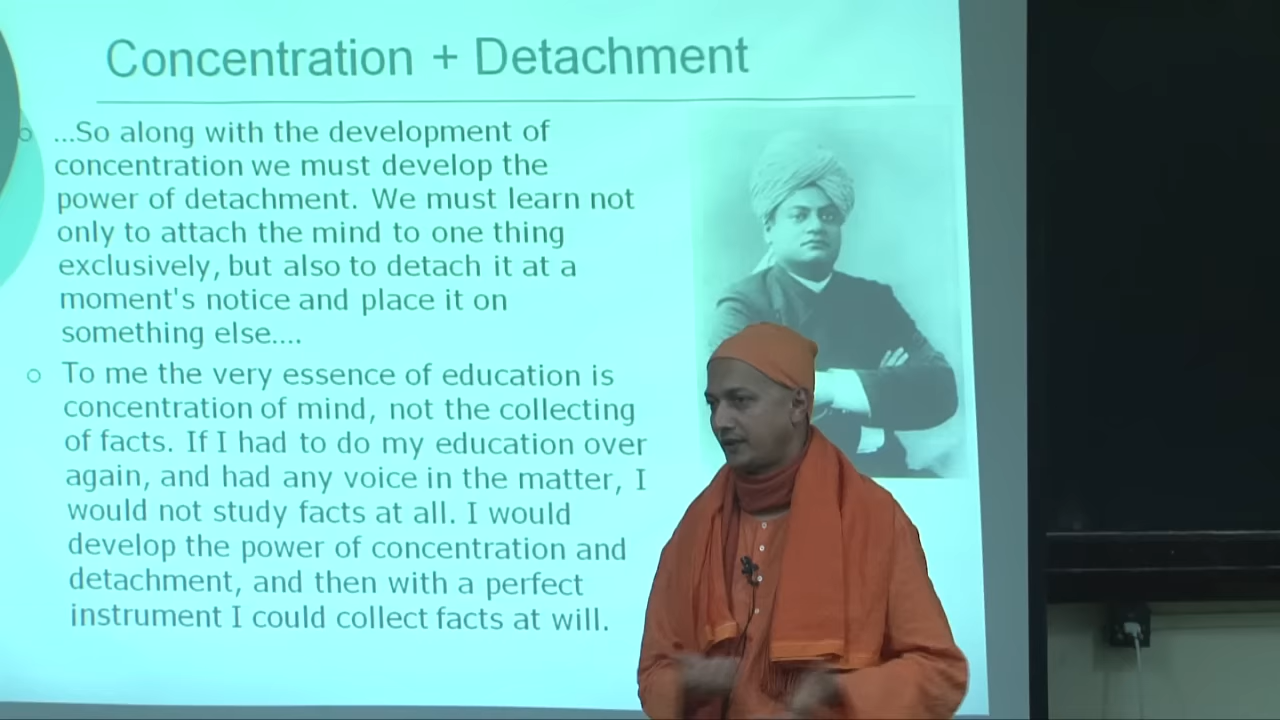 Concentration + Detachment
...So along with the development of
concentration we must develop the
power of detachment. We must learn not
only to attach the mind to one thing
exclusively, but also to detach it at a
moment's notice and place it on
something else....
To me the very essence of education is
concentration of mind, not the collecting
of facts. If I had to do my education over
again, and had any voice in the matter, I
would not study facts at all. I would
develop the power of concentration and
detachment, and then with a perfect
instrument I could collect facts at will.